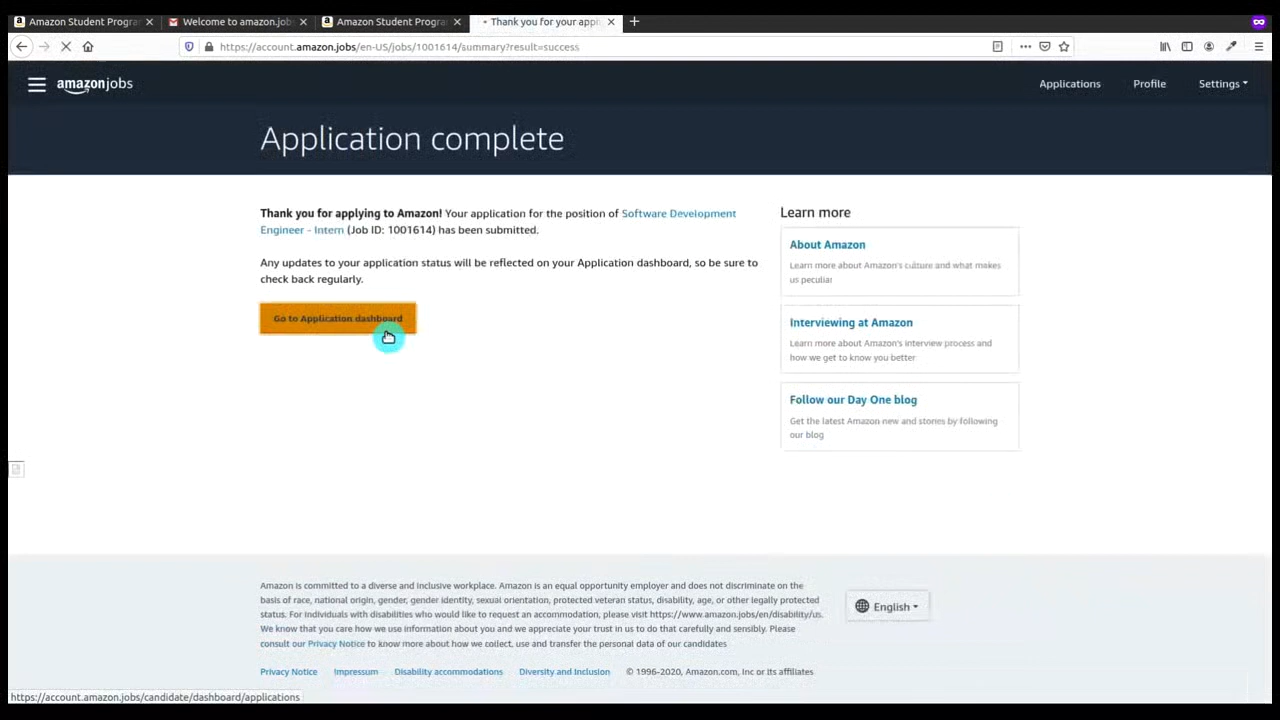 Amazon Student Progra
Welcome to amazon.jobs
Amazon Student Progra
Thank you for your appli
https://account.amazon.jobs/en-US/jobs/1001614/summary?result=success
amazonjobs
Applications
Profile
Settings
Application complete
Thank you for applying to Amazon! Your application for the position of Software Development
Engineer - Intern (Job ID: 1001614) has been submitted.
Any updates to your application status will be reflected on your Application dashboard, so be sure to
check back regularly.
Go to Application dashboard
Learn more
About Amazon
Learn more about Amazon's culture and what makes
us peculiar
Interviewing at Amazon
Learn more about Amazon's interview process and
how we get to know you better
Follow our Day One blog
Get the latest Amazon new and stories by following
our blog
Amazon is committed to a diverse and inclusive workplace. Amazon is an equal opportunity employer and does not discriminate on the
basis of race, national origin, gender, gender identity, sexual orientation, protected veteran status, disability, age, or other legally protected
status. For individuals with disabilities who would like to request an accommodation, please visit https://www.amazon.jobs/en/disability/us.
We know that you care how we use information about you and we appreciate your trust in us to do that carefully and sensibly. Please
consult our Privacy Notice to know more about how we collect, use and transfer the personal data of our candidates
English
Privacy Notice
Impressum
Disability accommodations
Diversity and Inclusion
© 1996-2020, Amazon.com, Inc or its affiliates
https://account.amazon.jobs/candidate/dashboard/applications